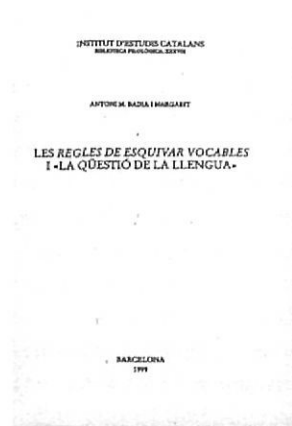 INSTITUT D'ESTUDIS CATALANS
BIBLIOTECA FILOLÒGICA, XXXVIII
ANTONI M. BADIA I MARGARIT
LES REGLES DE ESQUIVAR VOCABLES
I «LA QÜESTIÓ DE LA LLENGUA»
BARCELONA
1999